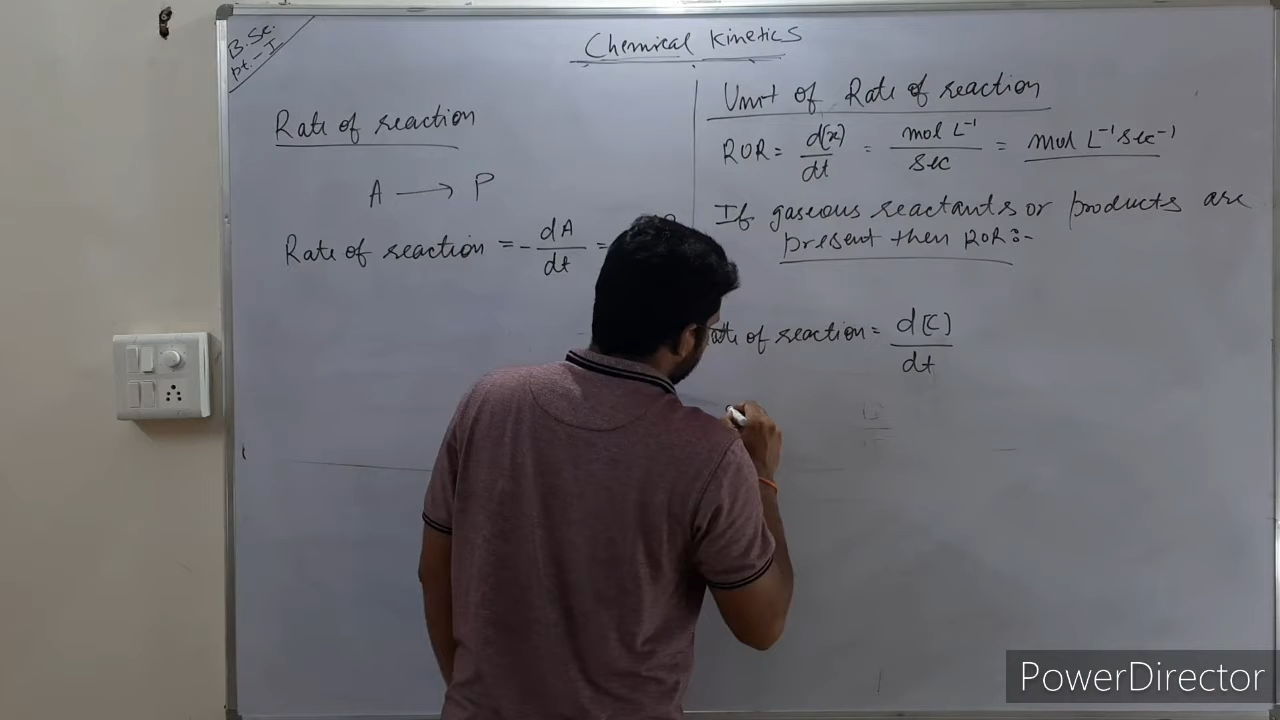 B.Sc.
pt.-I
Chemical Kinetics
Rate of reaction
A ⟶ P
Rate of reaction = - dA/dt =
Unit of Rate of reaction
ROR = d[x]/dt = mol L⁻¹/sec = mol L⁻¹ sec⁻¹
If gaseous reactants or products are
present then ROR:-
of reaction = d[C]/dt
PowerDirector